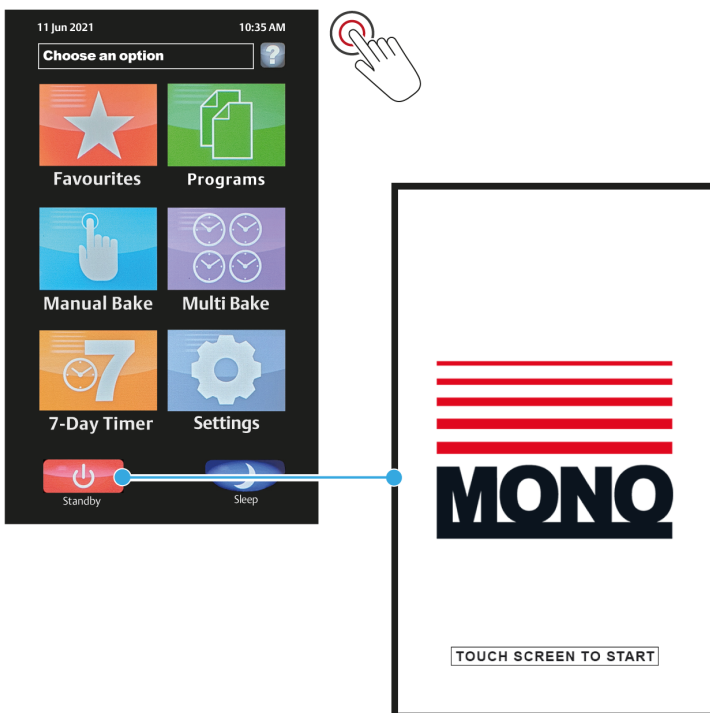 11 Jun 2021 10:35 AM
Choose an option ?
Favourites Programs
Manual Bake Multi Bake
7
7-Day Timer Settings
Standby Sleep
MONO
TOUCH SCREEN TO START